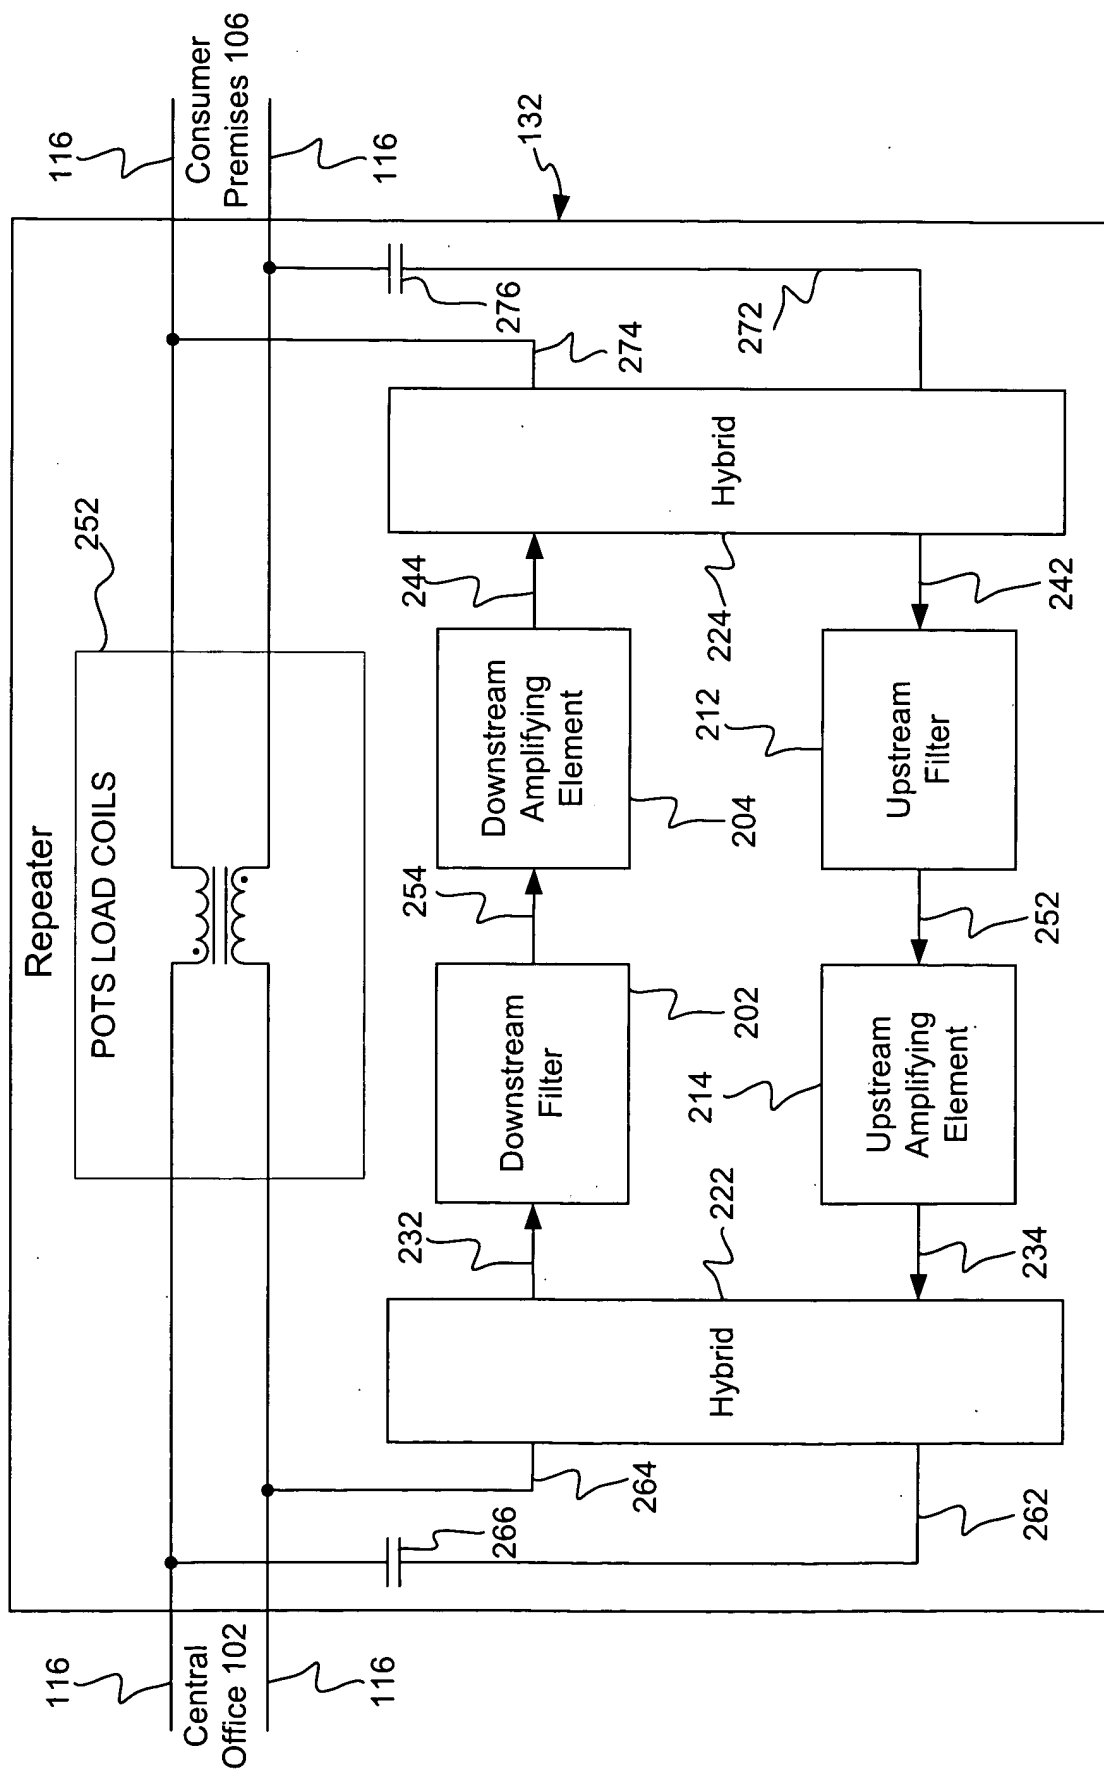 Repeater
POTS LOAD COILS
252
116
Central
Office 102
116
116
Consumer
Premises 106
116
132
266
264
262
276
274
272
Hybrid
222
232
Downstream
Filter
202
254
Downstream
Amplifying
Element
204
244
Hybrid
224
234
Upstream
Amplifying
Element
214
252
Upstream
Filter
212
242